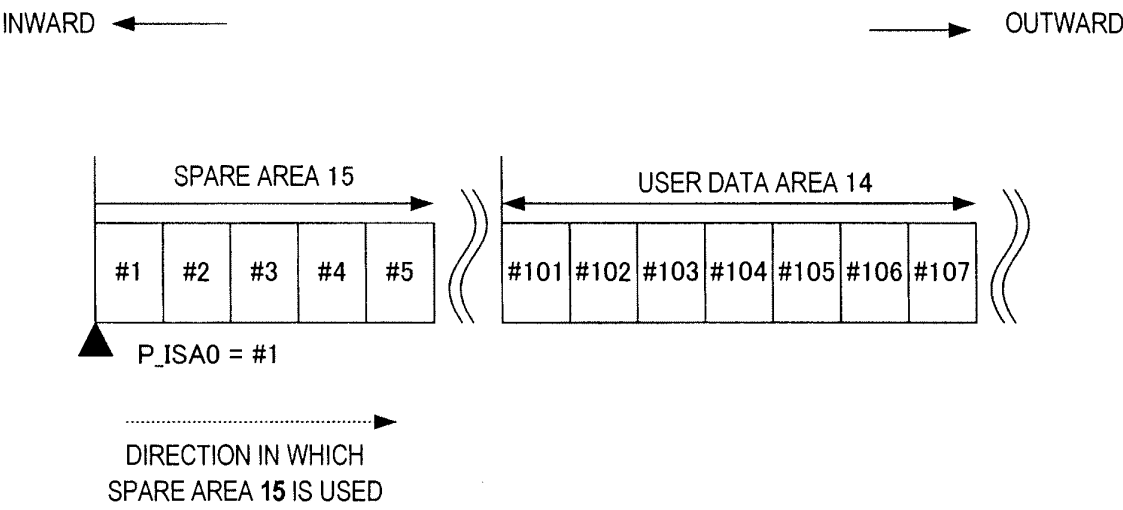 INWARD
OUTWARD
SPARE AREA 15
USER DATA AREA 14
#1 #2 #3 #4 #5 #101 #102 #103 #104 #105 #106 #107
P_ISA0 = #1
DIRECTION IN WHICH
SPARE AREA 15 IS USED